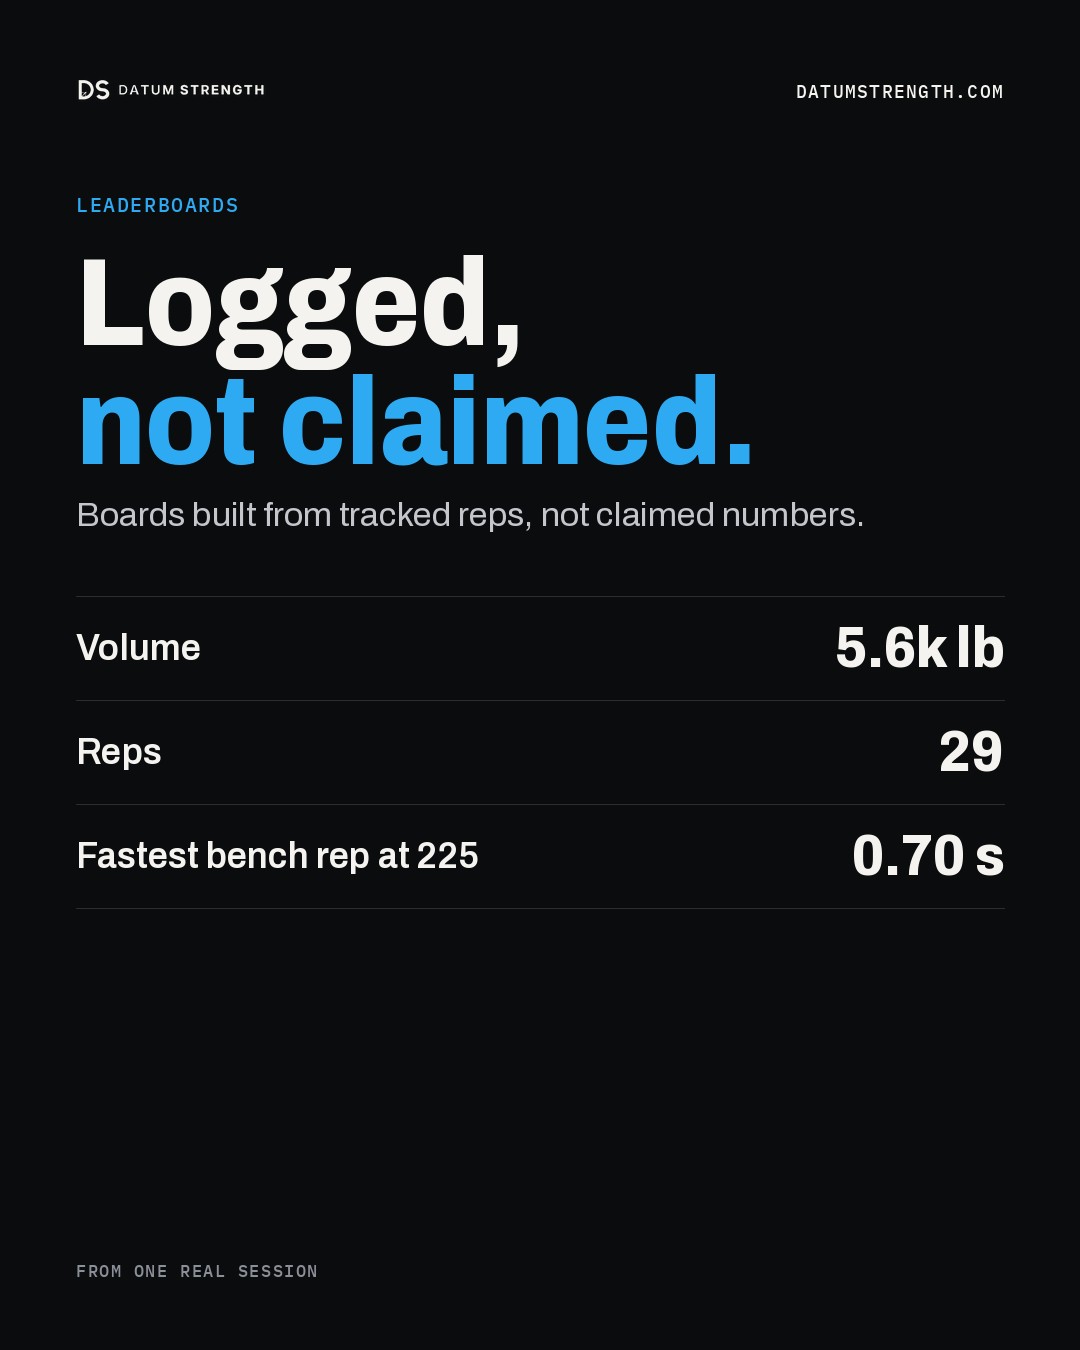 DS DATUM STRENGTH
DATUMSTRENGTH.COM
LEADERBOARDS
Logged,
not claimed.
Boards built from tracked reps, not claimed numbers.
Volume 5.6k lb
Reps 29
Fastest bench rep at 225 0.70 s
FROM ONE REAL SESSION